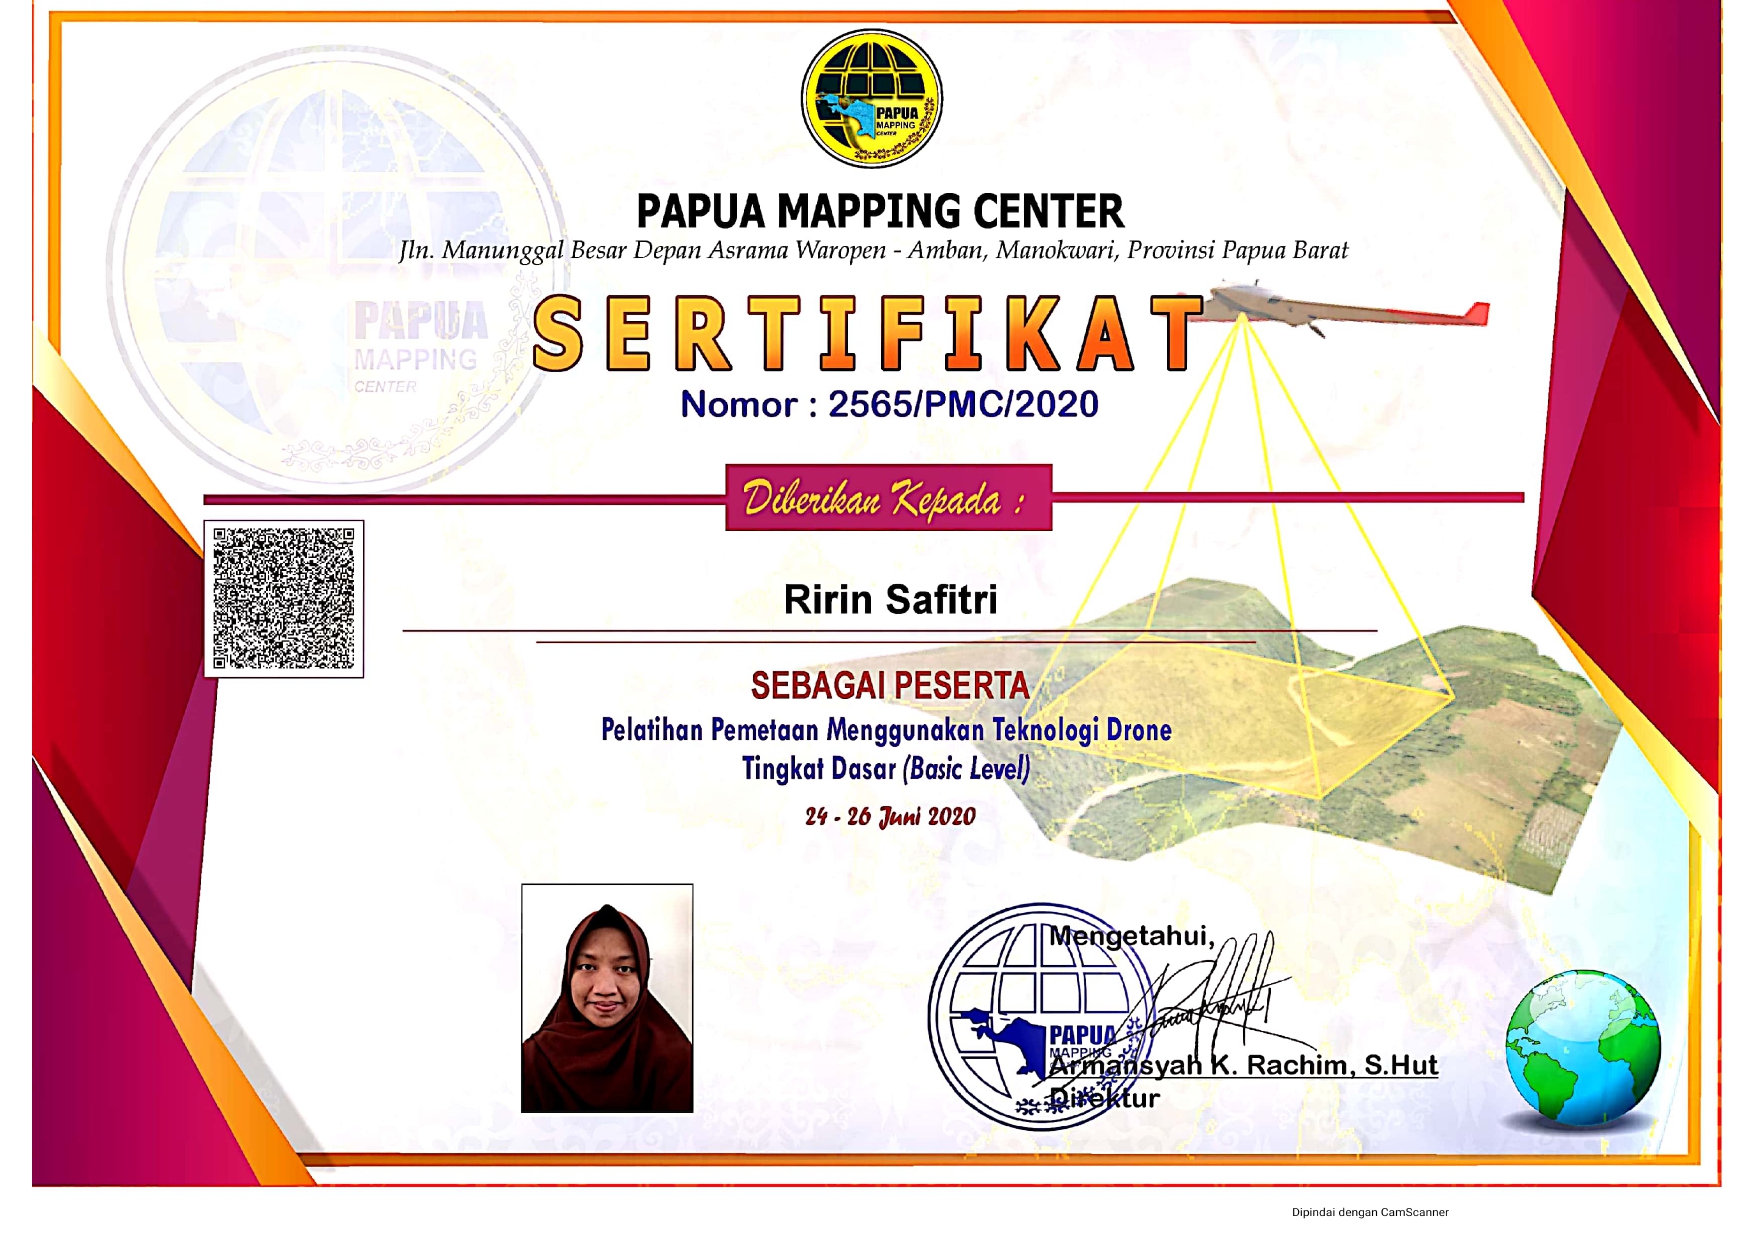 PAPUA
MAPPING
CENTER
PAPUA MAPPING CENTER
Jln. Manunggal Besar Depan Asrama Waropen - Amban, Manokwari, Provinsi Papua Barat
PAPUA
MAPPING
CENTER
SERTIFIKAT
Nomor : 2565/PMC/2020
Diberikan Kepada :
Ririn Safitri
SEBAGAI PESERTA
Pelatihan Pemetaan Menggunakan Teknologi Drone
Tingkat Dasar (Basic Level)
24 - 26 Juni 2020
Mengetahui,
PAPUA
MAPPING
Armansyah K. Rachim, S.Hut
Direktur
Dipindai dengan CamScanner